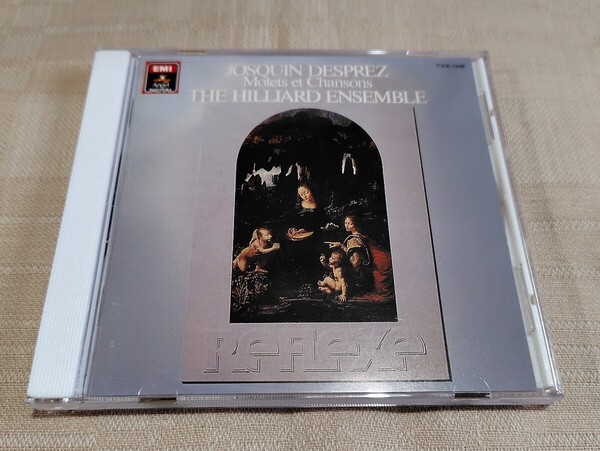 EMI
JOSQUIN DESPREZ
Motets et Chansons
THE HILLIARD ENSEMBLE
Reflexe